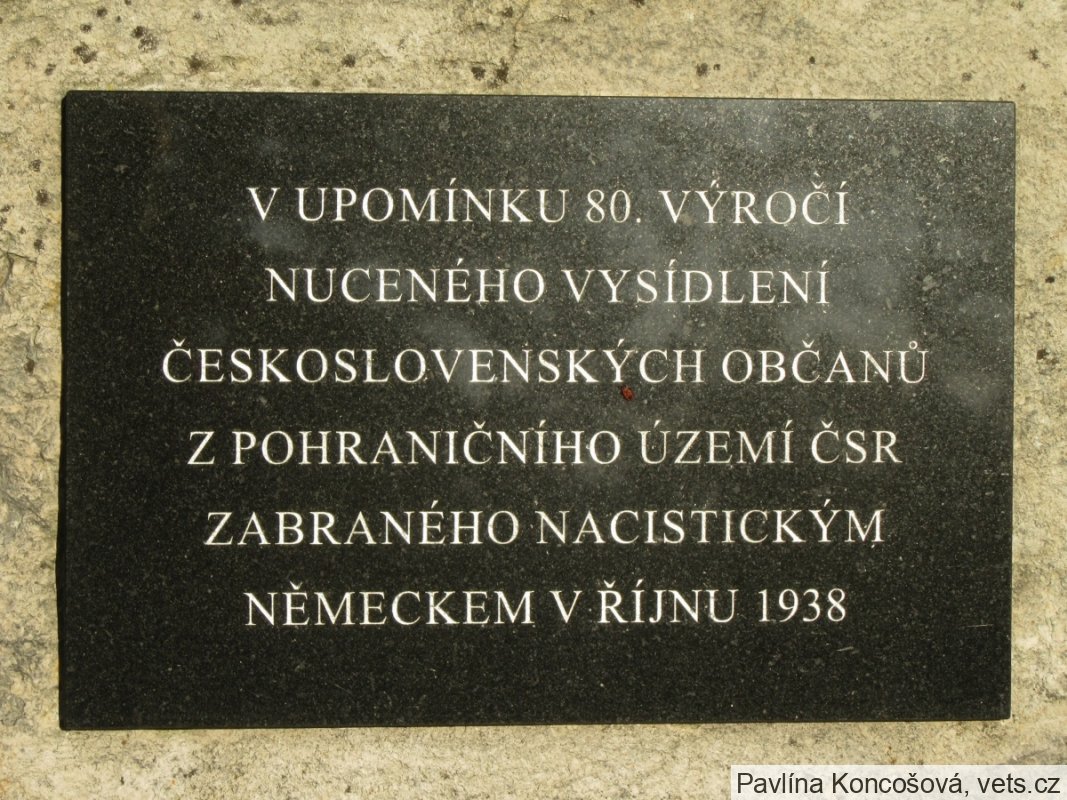 V UPOMÍNKU 80. VÝROČÍ
NUCENÉHO VYSÍDLENÍ
ČESKOSLOVENSKÝCH OBČANŮ
Z POHRANIČNÍHO ÚZEMÍ ČSR
ZABRANÉHO NACISTICKÝM
NĚMECKEM V ŘÍJNU 1938
Pavlína Koncošová, vets.cz